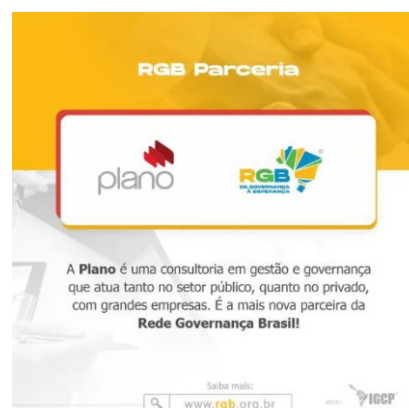 RGB Parceria
plano
RGB
DA GOVERNANÇA
À ESPERANÇA
A Plano é uma consultoria em gestão e governança
que atua tanto no setor público, quanto no privado,
com grandes empresas. É a mais nova parceira da
Rede Governança Brasil!
Saiba mais:
www.rgb.org.br
APOIO
IGCP